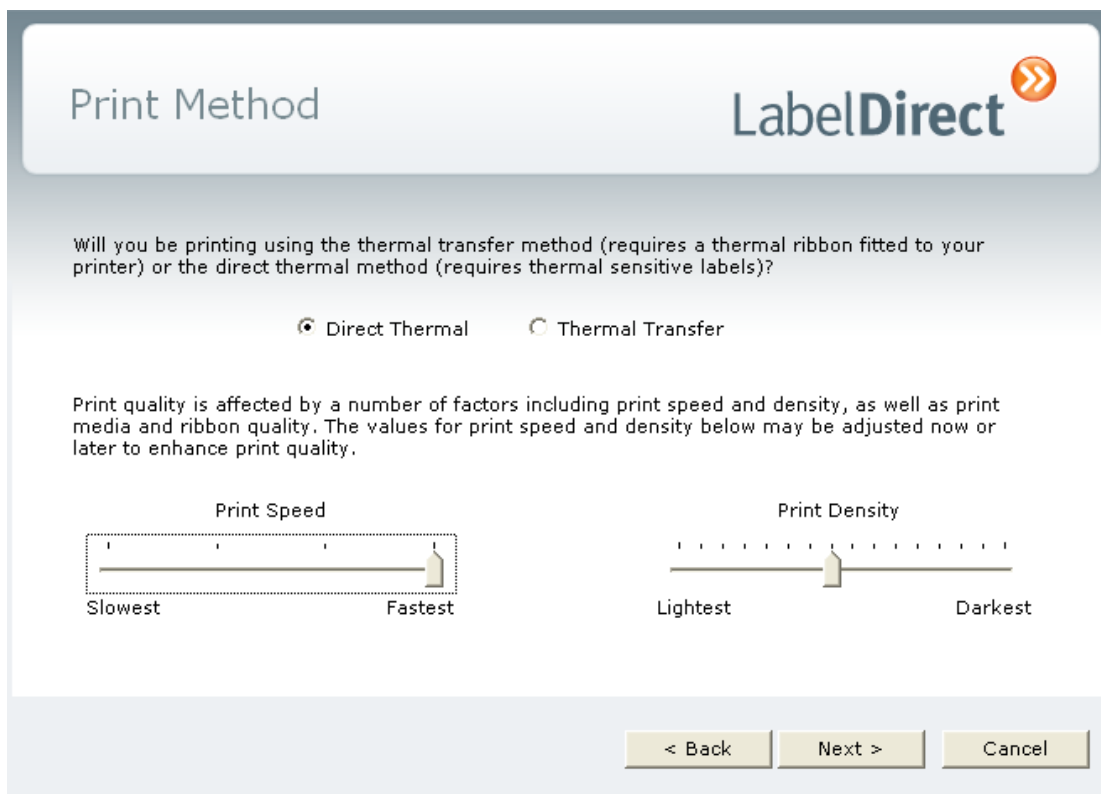 Print Method
LabelDirect
Will you be printing using the thermal transfer method (requires a thermal ribbon fitted to your
printer) or the direct thermal method (requires thermal sensitive labels)?
Direct Thermal
Thermal Transfer
Print quality is affected by a number of factors including print speed and density, as well as print
media and ribbon quality. The values for print speed and density below may be adjusted now or
later to enhance print quality.
Print Speed
Print Density
Slowest
Fastest
Lightest
Darkest
< Back
Next >
Cancel